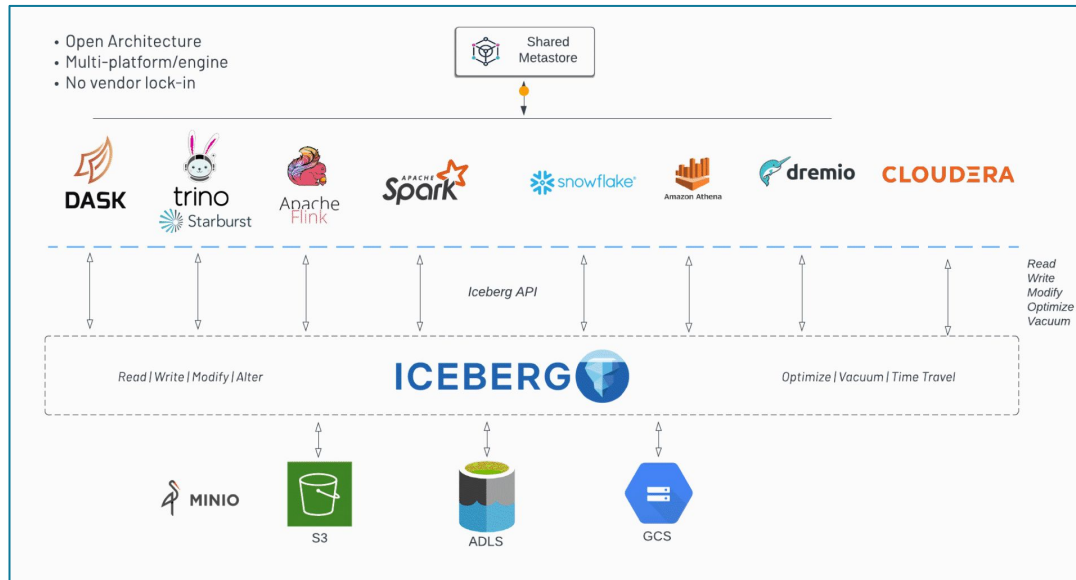 • Open Architecture
• Multi-platform/engine
• No vendor lock-in
Shared
Metastore
DASK
trino
Starburst
Apache
Flink
APACHE
Spark
snowflake®
Amazon Athena
dremio
CLOUDERA
Iceberg API
Read
Write
Modify
Optimize
Vacuum
Read | Write | Modify | Alter
ICEBERG
Optimize | Vacuum | Time Travel
MINIO
S3
ADLS
GCS